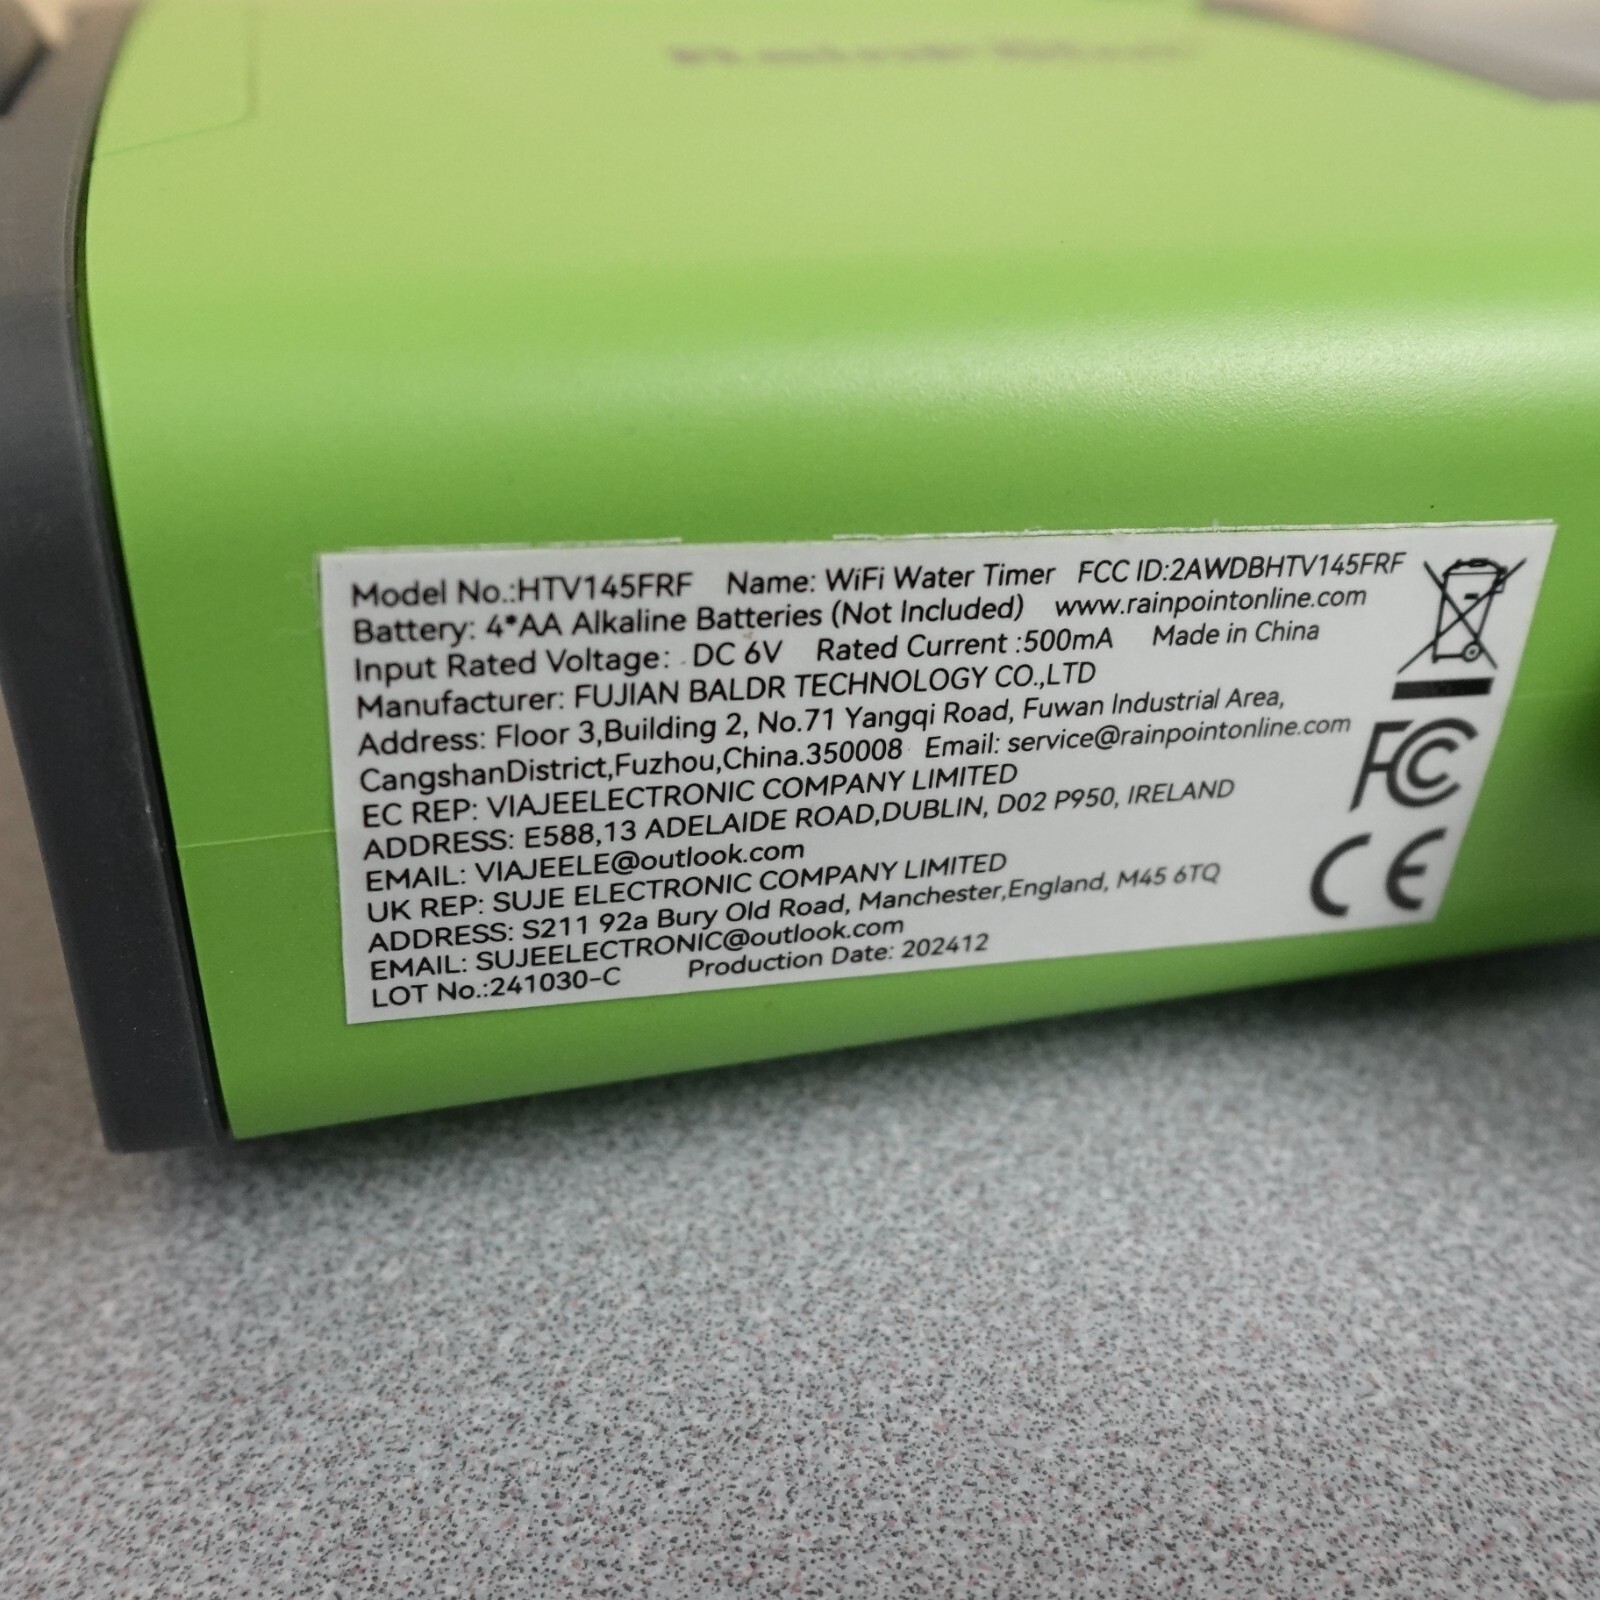 Model No.:HTV145FRF Name: WiFi Water Timer FCC ID:2AWDBHTV145FRF
Battery: 4*AA Alkaline Batteries (Not Included) www.rainpointonline.com
Input Rated Voltage: DC 6V Rated Current :500mA Made in China
Manufacturer: FUJIAN BALDR TECHNOLOGY CO.,LTD
Address: Floor 3,Building 2, No.71 Yangqi Road, Fuwan Industrial Area,
CangshanDistrict,Fuzhou,China.350008 Email: service@rainpointonline.com
EC REP: VIAJEELECTRONIC COMPANY LIMITED
ADDRESS: E588,13 ADELAIDE ROAD,DUBLIN, D02 P950, IRELAND
EMAIL: VIAJEELE@outlook.com
UK REP: SUJE ELECTRONIC COMPANY LIMITED
ADDRESS: S211 92a Bury Old Road, Manchester,England, M45 6TQ
EMAIL: SUJEELECTRONIC@outlook.com
LOT No.:241030-C Production Date: 202412
FC
CE